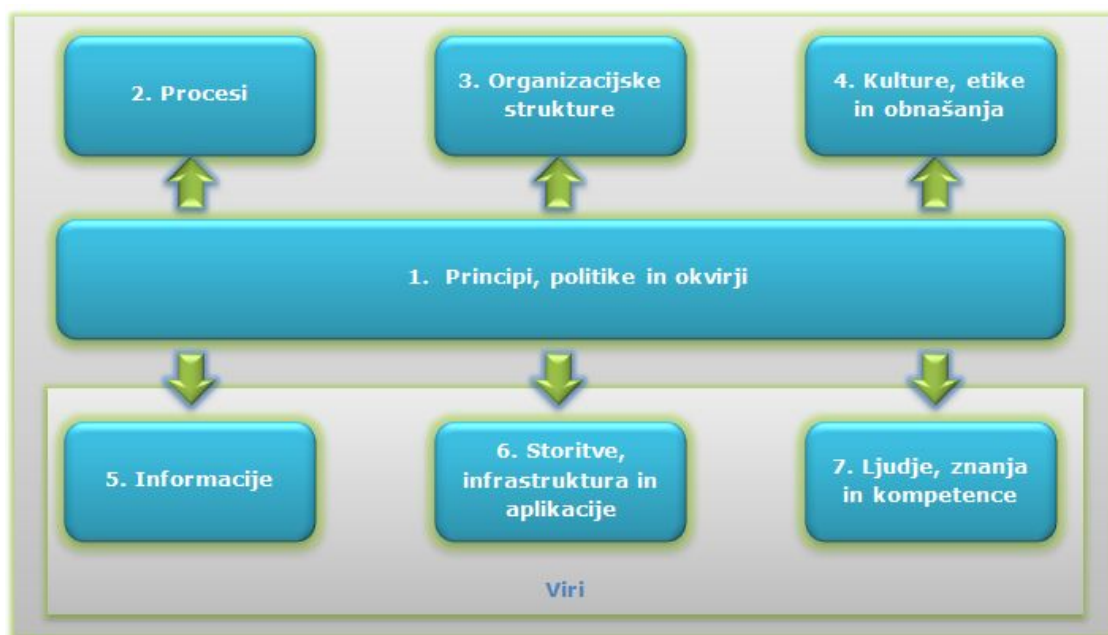 2. Procesi
3. Organizacijske
strukture
4. Kulture, etike
in obnašanja
1. Principi, politike in okvirji
5. Informacije
6. Storitve,
infrastruktura in
aplikacije
7. Ljudje, znanja
in kompetence
Viri